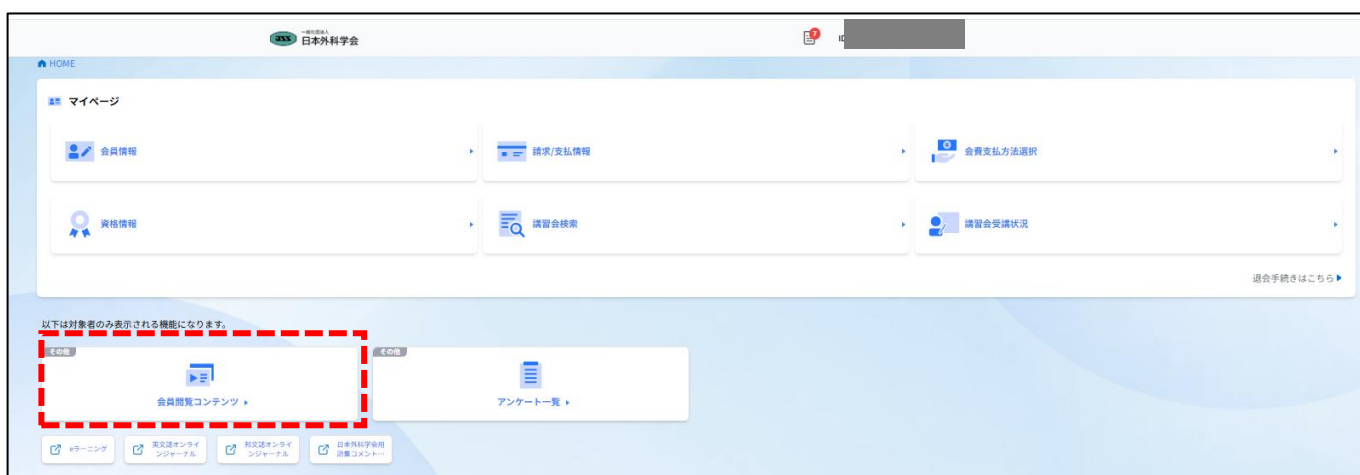 JSS
一般社団法人
日本外科学会
7
ID
HOME
マイページ
会員情報
請求/支払情報
会費支払方法選択
資格情報
講習会検索
講習会受講状況
退会手続きはこちら
以下は対象者のみ表示される機能になります。
その他
会員閲覧コンテンツ
その他
アンケート一覧
eラーニング
英文誌オンライ
ンジャーナル
邦文誌オンライ
ンジャーナル
日本外科学会用
語集コメント…